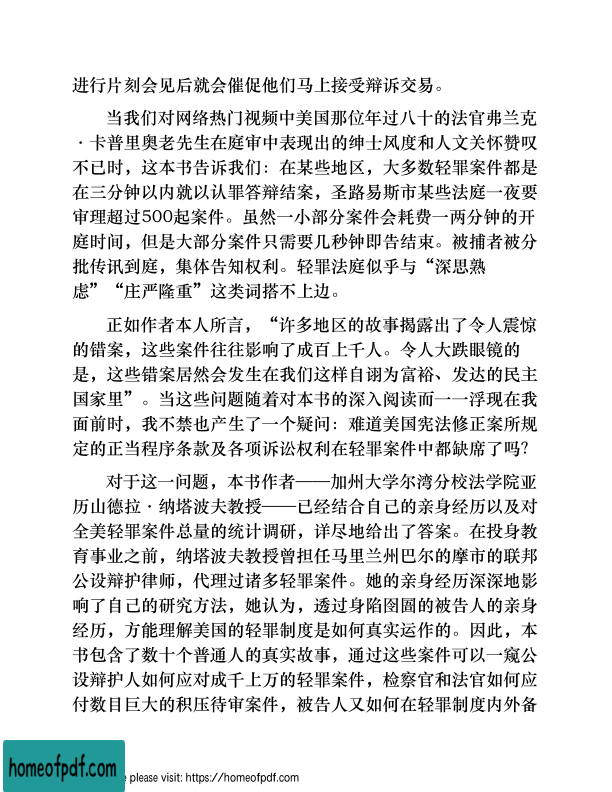 进行片刻会见后就会催促他们马上接受辩诉交易。
当我们对网络热门视频中美国那位年过八十的法官弗兰克
·卡普里奥老先生在庭审中表现出的绅士风度和人文关怀赞叹
不已时，这本书告诉我们：在某些地区，大多数轻罪案件都是
在三分钟以内就以认罪答辩结案，圣路易斯市某些法庭一夜要
审理超过500起案件。虽然一小部分案件会耗费一两分钟的开
庭时间，但是大部分案件只需要几秒钟即告结束。被捕者被分
批传讯到庭，集体告知权利。轻罪法庭似乎与“深思熟
虑”“庄严隆重”这类词搭不上边。
正如作者本人所言，“许多地区的故事揭露出了令人震惊
的错案，这些案件往往影响了成百上千人。令人大跌眼镜的
是，这些错案居然会发生在我们这样自诩为富裕、发达的民主
国家里”。当这些问题随着对本书的深入阅读而一一浮现在我
面前时，我不禁也产生了一个疑问：难道美国宪法修正案所规
定的正当程序条款及各项诉讼权利在轻罪案件中都缺席了吗？
对于这一问题，本书作者——加州大学尔湾分校法学院亚
历山德拉·纳塔波夫教授——已经结合自己的亲身经历以及对
全美轻罪案件总量的统计调研，详尽地给出了答案。在投身教
育事业之前，纳塔波夫教授曾担任马里兰州巴尔的摩市的联邦
公设辩护律师，代理过诸多轻罪案件。她的亲身经历深深地影
响了自己的研究方法，她认为，透过身陷囹圄的被告人的亲身
经历，方能理解美国的轻罪制度是如何真实运作的。因此，本
书包含了数十个普通人的真实故事，通过这些案件可以一窥公
设辩护人如何应对成千上万的轻罪案件，检察官和法官如何应
付数目巨大的积压待审案件，被告人又如何在轻罪制度内外备
homeofpdf.com
e please visit: https://homeofpdf.com